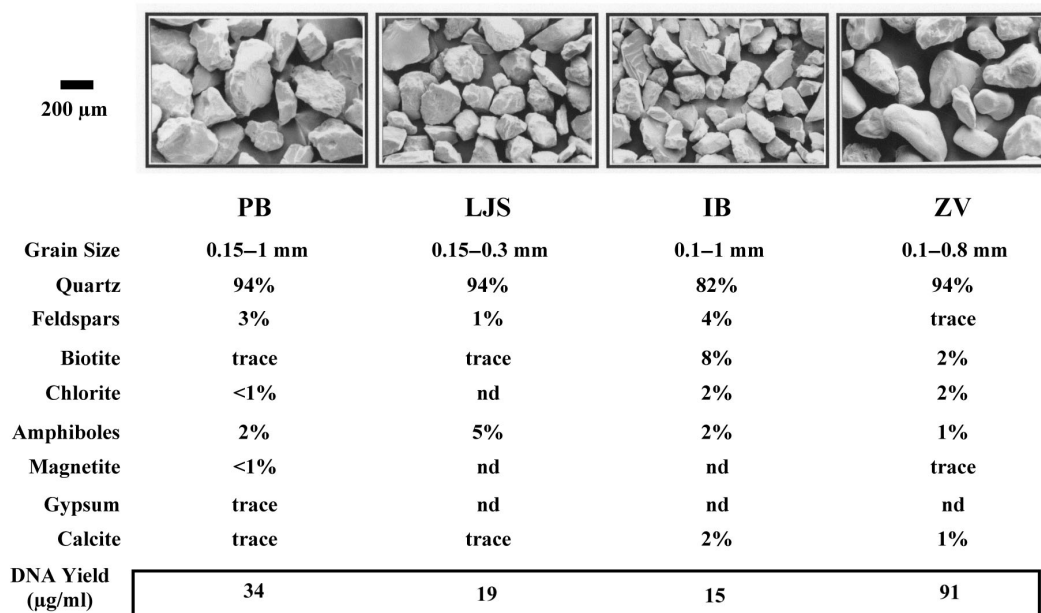 200 µm
PB LJS IB ZV
Grain Size 0.15–1 mm 0.15–0.3 mm 0.1–1 mm 0.1–0.8 mm
Quartz 94% 94% 82% 94%
Feldspars 3% 1% 4% trace
Biotite trace trace 8% 2%
Chlorite <1% nd 2% 2%
Amphiboles 2% 5% 2% 1%
Magnetite <1% nd nd trace
Gypsum trace nd nd nd
Calcite trace trace 2% 1%
DNA Yield
(µg/ml) 34 19 15 91